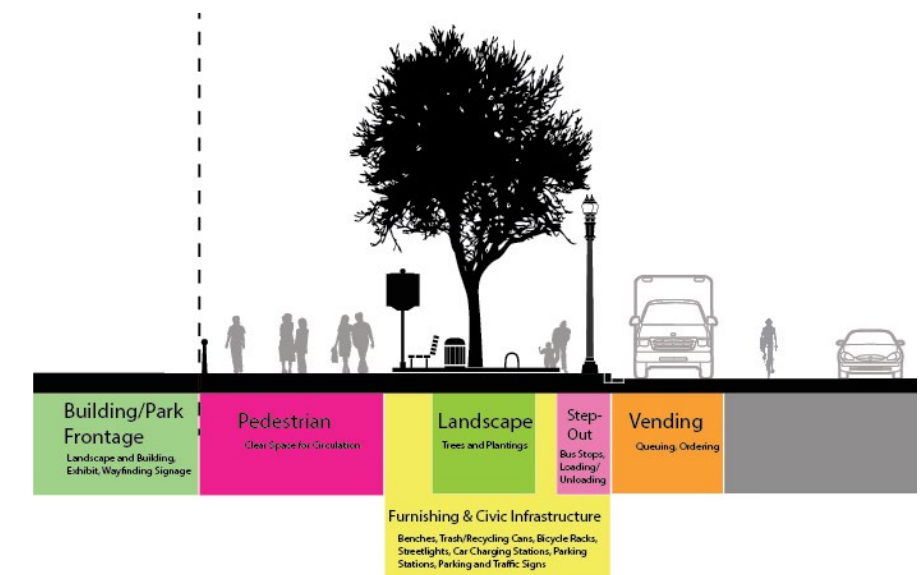 Building/Park
Frontage
Landscape and Building,
Exhibit, Wayfinding Signage
Pedestrian
Clear Space for Circulation
Landscape
Trees and Plantings
Step-
Out
Bus Stops,
Loading/
Unloading
Vending
Queuing, Ordering
Furnishing & Civic Infrastructure
Benches, Trash/Recycling Cans, Bicycle Racks,
Streetlights, Car Charging Stations, Parking
Stations, Parking and Traffic Signs